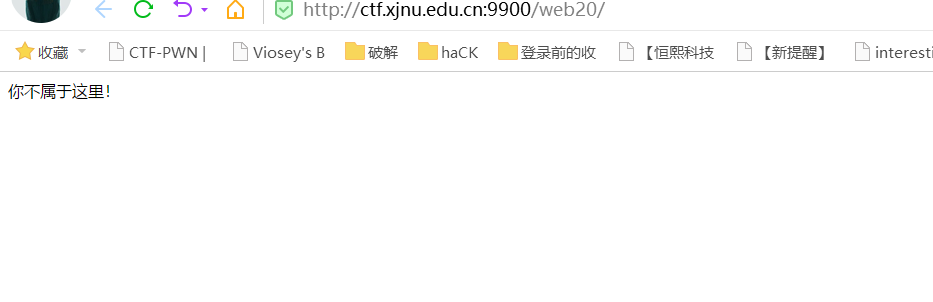 http://ctf.xjnu.edu.cn:9900/web20/
收藏 CTF-PWN | Viosey's B 破解 haCK 登录前的收 【恒熙科技 【新提醒】 interesti
你不属于这里！